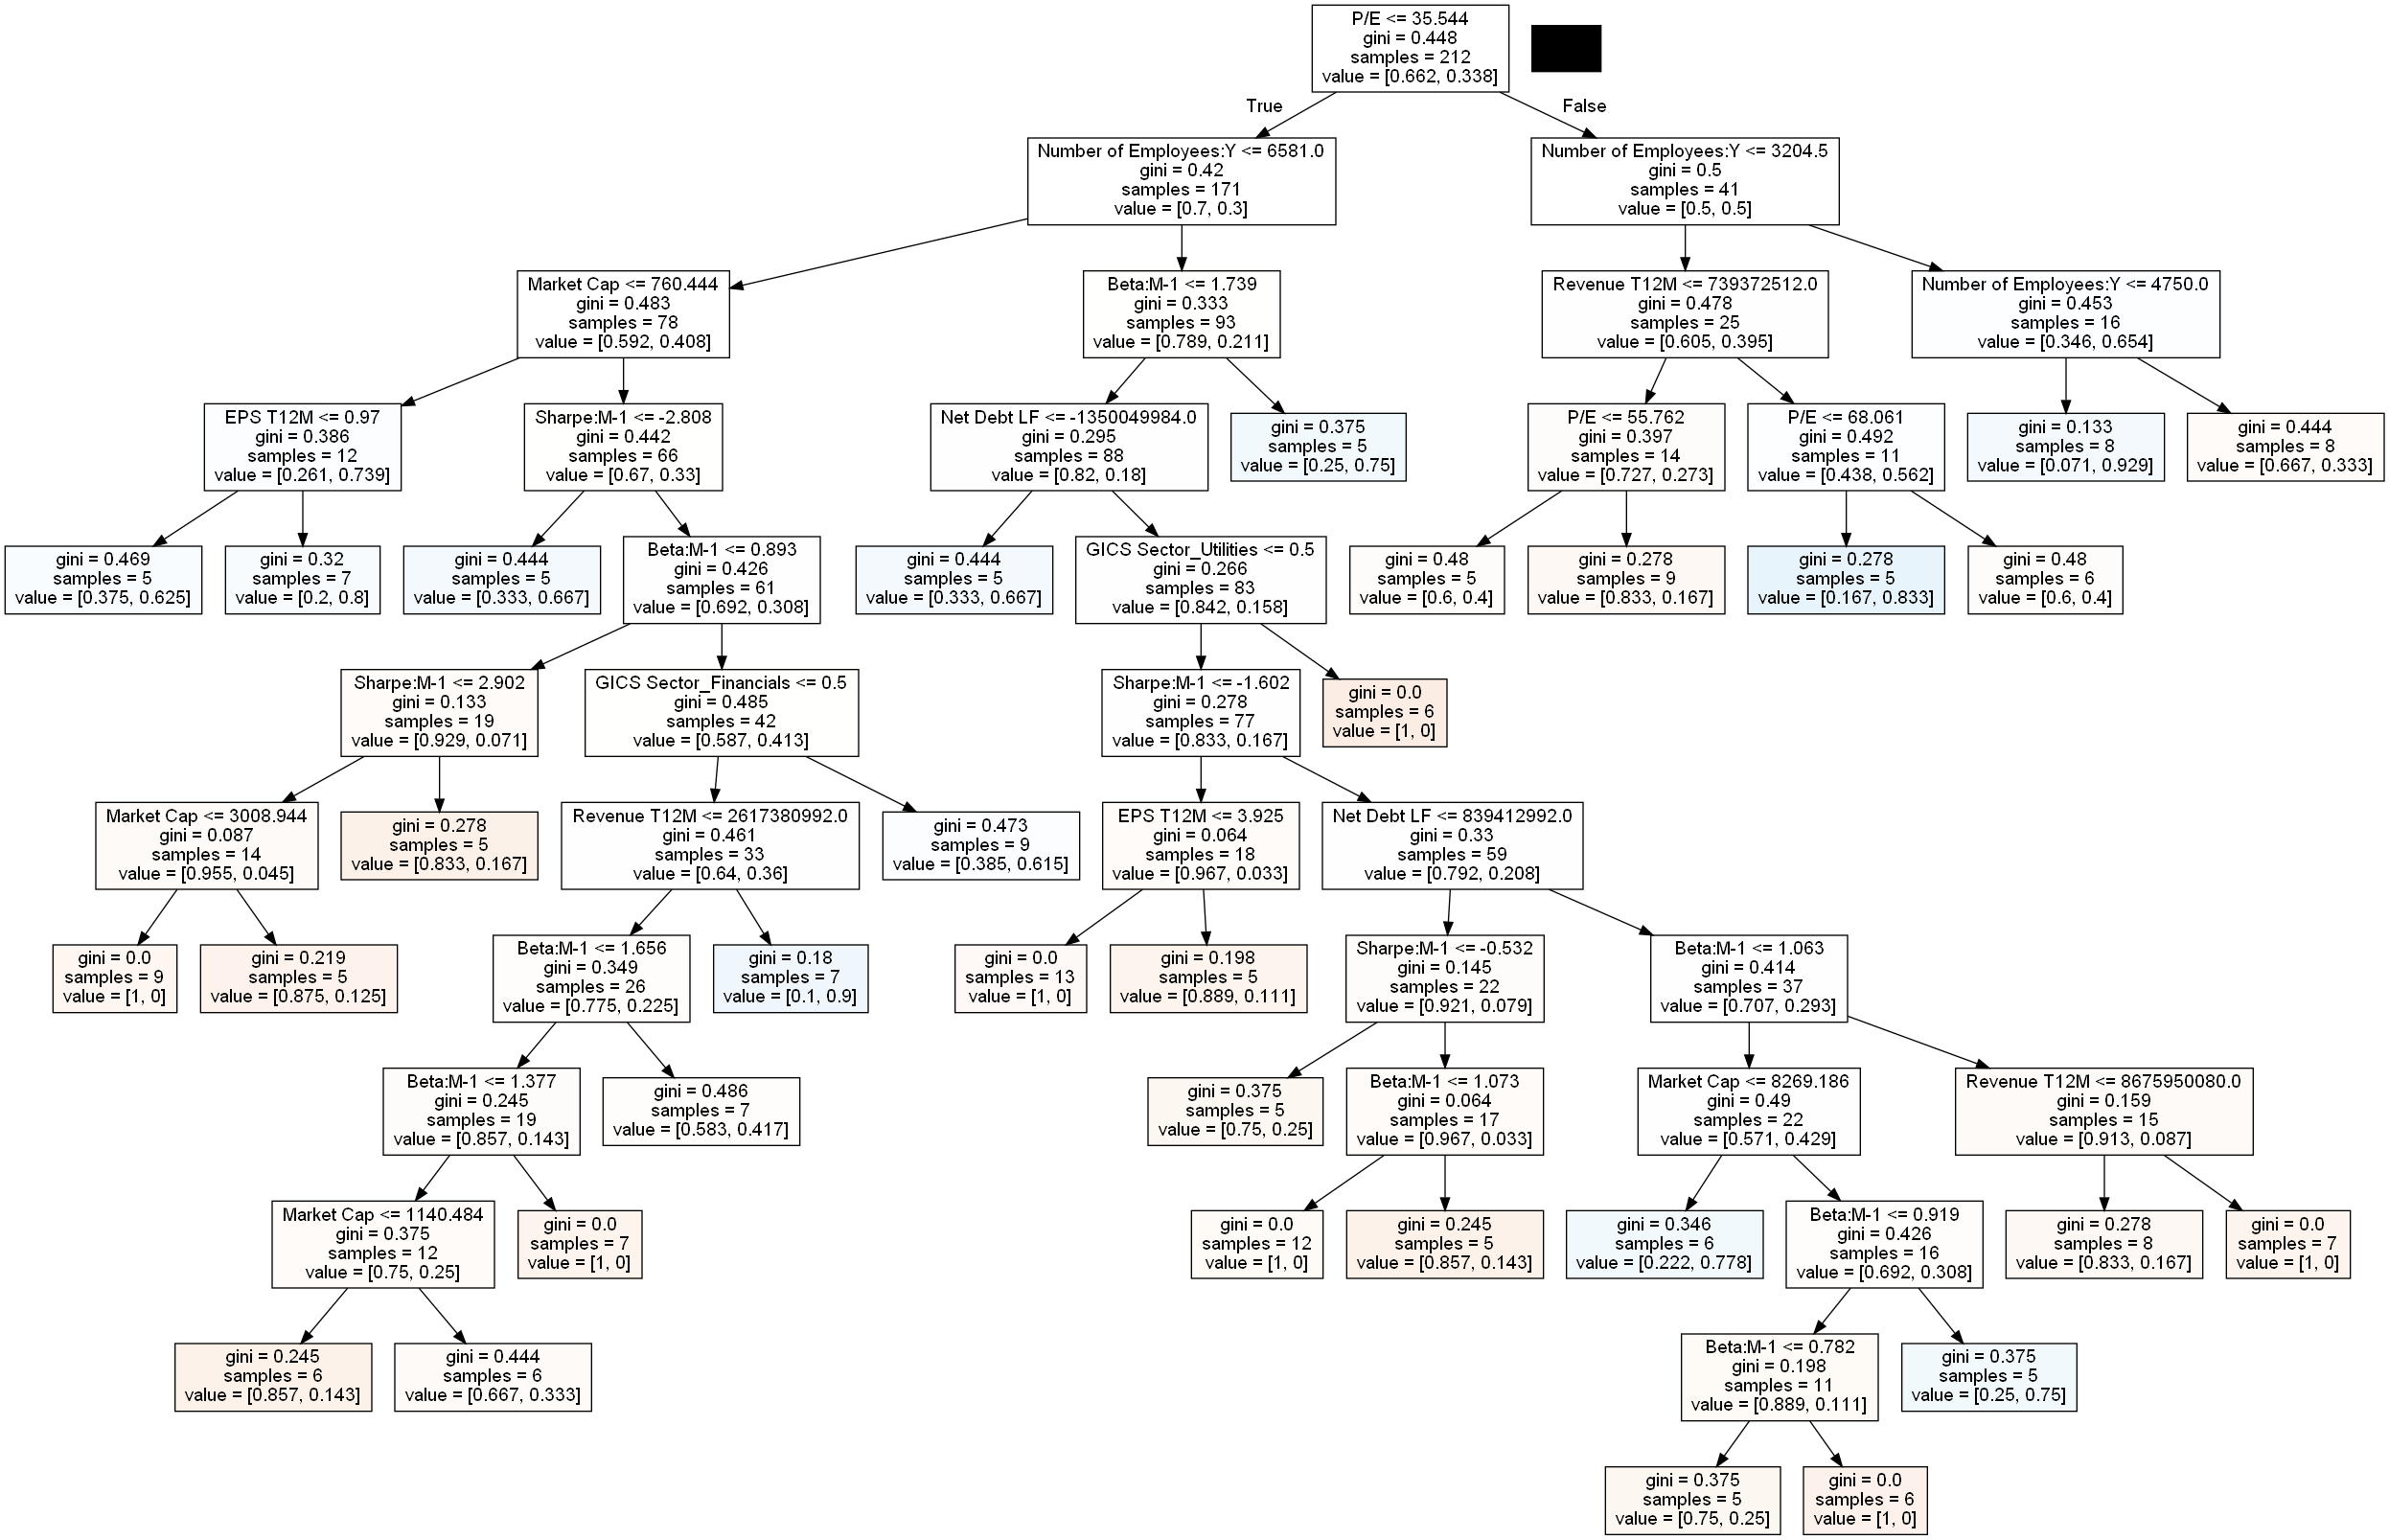 P/E <= 35.544
gini = 0.448
samples = 212
value = [0.662, 0.338]
True
False
Number of Employees:Y <= 6581.0
gini = 0.42
samples = 171
value = [0.7, 0.3]
Number of Employees:Y <= 3204.5
gini = 0.5
samples = 41
value = [0.5, 0.5]
Market Cap <= 760.444
gini = 0.483
samples = 78
value = [0.592, 0.408]
Beta:M-1 <= 1.739
gini = 0.333
samples = 93
value = [0.789, 0.211]
Revenue T12M <= 739372512.0
gini = 0.478
samples = 25
value = [0.605, 0.395]
Number of Employees:Y <= 4750.0
gini = 0.453
samples = 16
value = [0.346, 0.654]
EPS T12M <= 0.97
gini = 0.386
samples = 12
value = [0.261, 0.739]
Sharpe:M-1 <= -2.808
gini = 0.442
samples = 66
value = [0.67, 0.33]
Net Debt LF <= -1350049984.0
gini = 0.295
samples = 88
value = [0.82, 0.18]
gini = 0.375
samples = 5
value = [0.25, 0.75]
P/E <= 55.762
gini = 0.397
samples = 14
value = [0.727, 0.273]
P/E <= 68.061
gini = 0.492
samples = 11
value = [0.438, 0.562]
gini = 0.133
samples = 8
value = [0.071, 0.929]
gini = 0.444
samples = 8
value = [0.667, 0.333]
gini = 0.469
samples = 5
value = [0.375, 0.625]
gini = 0.32
samples = 7
value = [0.2, 0.8]
gini = 0.444
samples = 5
value = [0.333, 0.667]
Beta:M-1 <= 0.893
gini = 0.426
samples = 61
value = [0.692, 0.308]
gini = 0.444
samples = 5
value = [0.333, 0.667]
GICS Sector_Utilities <= 0.5
gini = 0.266
samples = 83
value = [0.842, 0.158]
gini = 0.48
samples = 5
value = [0.6, 0.4]
gini = 0.278
samples = 9
value = [0.833, 0.167]
gini = 0.278
samples = 5
value = [0.167, 0.833]
gini = 0.48
samples = 6
value = [0.6, 0.4]
Sharpe:M-1 <= 2.902
gini = 0.133
samples = 19
value = [0.929, 0.071]
GICS Sector_Financials <= 0.5
gini = 0.485
samples = 42
value = [0.587, 0.413]
Sharpe:M-1 <= -1.602
gini = 0.278
samples = 77
value = [0.833, 0.167]
gini = 0.0
samples = 6
value = [1, 0]
Market Cap <= 3008.944
gini = 0.087
samples = 14
value = [0.955, 0.045]
gini = 0.278
samples = 5
value = [0.833, 0.167]
Revenue T12M <= 2617380992.0
gini = 0.461
samples = 33
value = [0.64, 0.36]
gini = 0.473
samples = 9
value = [0.385, 0.615]
EPS T12M <= 3.925
gini = 0.064
samples = 18
value = [0.967, 0.033]
Net Debt LF <= 839412992.0
gini = 0.33
samples = 59
value = [0.792, 0.208]
gini = 0.0
samples = 9
value = [1, 0]
gini = 0.219
samples = 5
value = [0.875, 0.125]
Beta:M-1 <= 1.656
gini = 0.349
samples = 26
value = [0.775, 0.225]
gini = 0.18
samples = 7
value = [0.1, 0.9]
gini = 0.0
samples = 13
value = [1, 0]
gini = 0.198
samples = 5
value = [0.889, 0.111]
Sharpe:M-1 <= -0.532
gini = 0.145
samples = 22
value = [0.921, 0.079]
Beta:M-1 <= 1.063
gini = 0.414
samples = 37
value = [0.707, 0.293]
Beta:M-1 <= 1.377
gini = 0.245
samples = 19
value = [0.857, 0.143]
gini = 0.486
samples = 7
value = [0.583, 0.417]
gini = 0.375
samples = 5
value = [0.75, 0.25]
Beta:M-1 <= 1.073
gini = 0.064
samples = 17
value = [0.967, 0.033]
Market Cap <= 8269.186
gini = 0.49
samples = 22
value = [0.571, 0.429]
Revenue T12M <= 8675950080.0
gini = 0.159
samples = 15
value = [0.913, 0.087]
Market Cap <= 1140.484
gini = 0.375
samples = 12
value = [0.75, 0.25]
gini = 0.0
samples = 7
value = [1, 0]
gini = 0.0
samples = 12
value = [1, 0]
gini = 0.245
samples = 5
value = [0.857, 0.143]
gini = 0.346
samples = 6
value = [0.222, 0.778]
Beta:M-1 <= 0.919
gini = 0.426
samples = 16
value = [0.692, 0.308]
gini = 0.278
samples = 8
value = [0.833, 0.167]
gini = 0.0
samples = 7
value = [1, 0]
gini = 0.245
samples = 6
value = [0.857, 0.143]
gini = 0.444
samples = 6
value = [0.667, 0.333]
Beta:M-1 <= 0.782
gini = 0.198
samples = 11
value = [0.889, 0.111]
gini = 0.375
samples = 5
value = [0.25, 0.75]
gini = 0.375
samples = 5
value = [0.75, 0.25]
gini = 0.0
samples = 6
value = [1, 0]